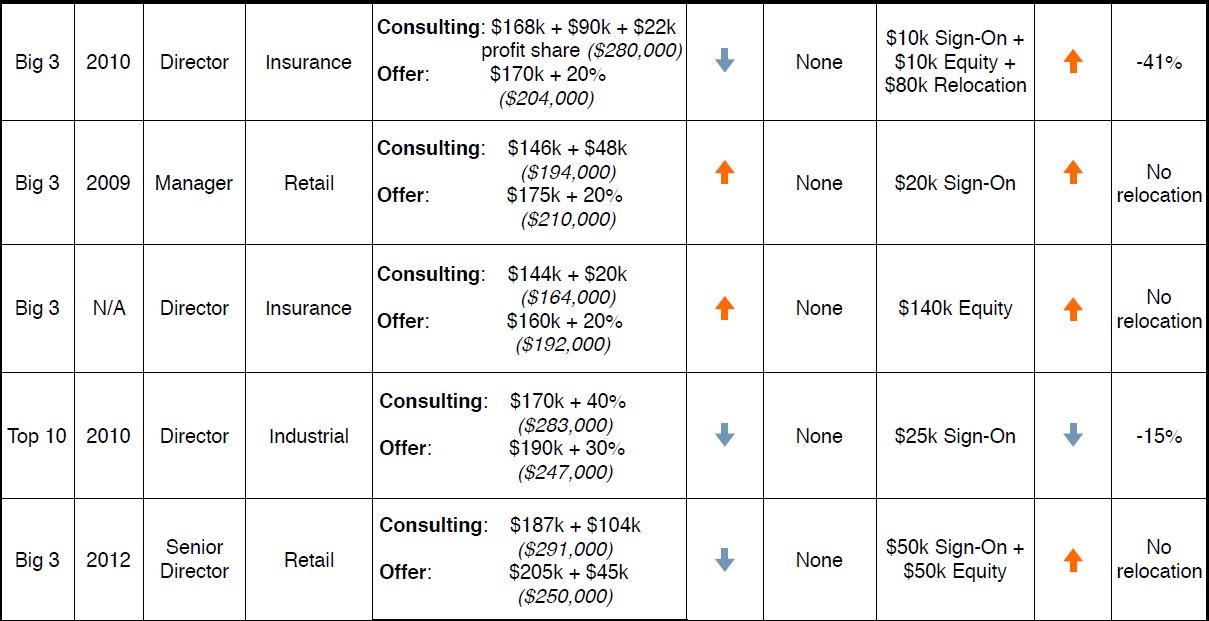 Big 3
2010
Director
Insurance
Consulting: $168k + $90k + $22k
profit share ($280,000)
Offer: $170k + 20%
($204,000)
None
$10k Sign-On +
$10k Equity +
$80k Relocation
-41%
Big 3
2009
Manager
Retail
Consulting: $146k + $48k
($194,000)
Offer: $175k + 20%
($210,000)
None
$20k Sign-On
No
relocation
Big 3
N/A
Director
Insurance
Consulting: $144k + $20k
($164,000)
Offer: $160k + 20%
($192,000)
None
$140k Equity
No
relocation
Top 10
2010
Director
Industrial
Consulting: $170k + 40%
($283,000)
Offer: $190k + 30%
($247,000)
None
$25k Sign-On
-15%
Big 3
2012
Senior
Director
Retail
Consulting: $187k + $104k
($291,000)
Offer: $205k + $45k
($250,000)
None
$50k Sign-On +
$50k Equity
No
relocation